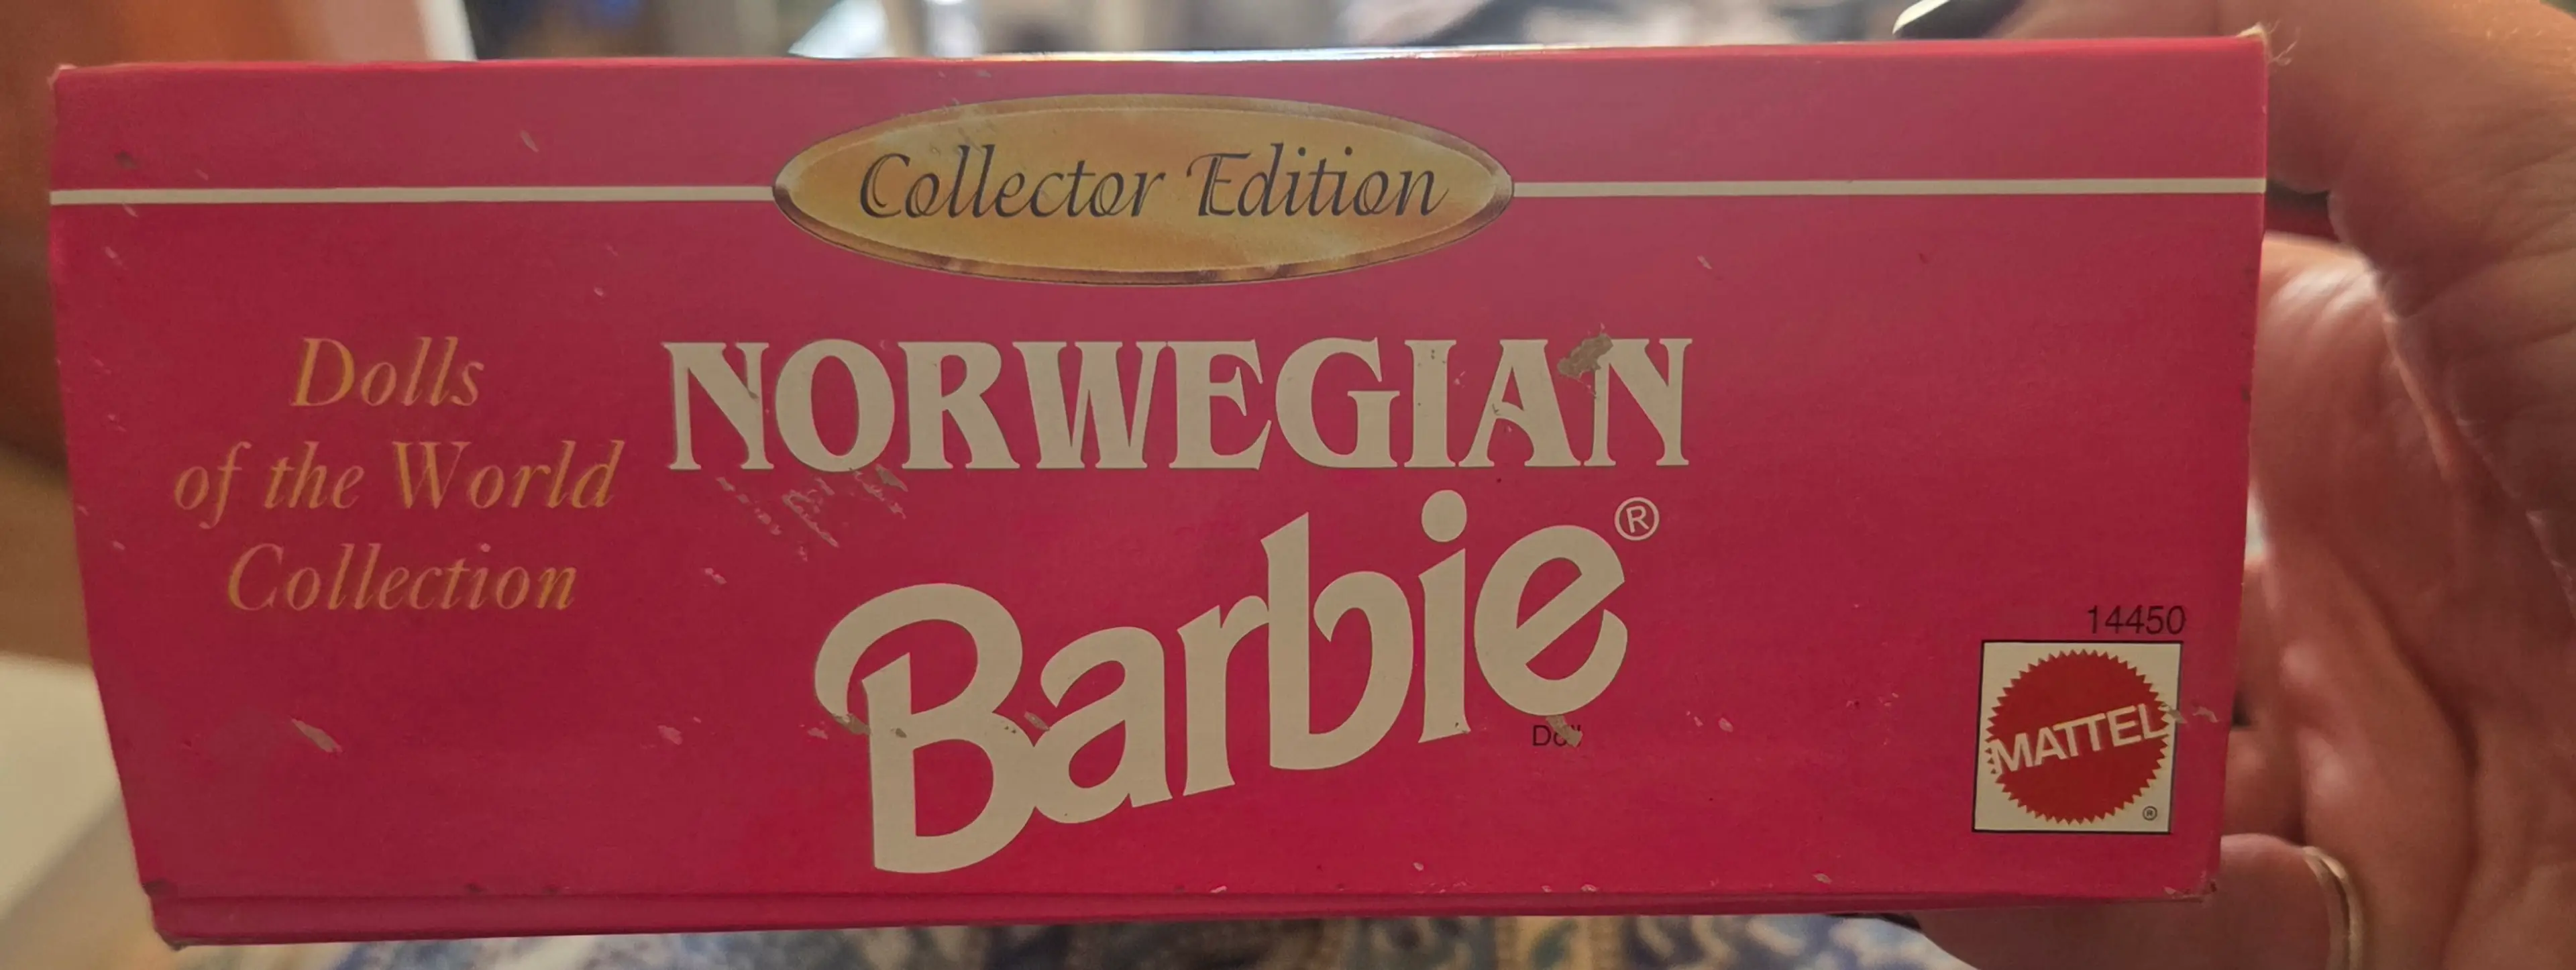 Collector Edition
Dolls
of the World
Collection
NORWEGIAN
Barbie®
14450
MATTEL
®